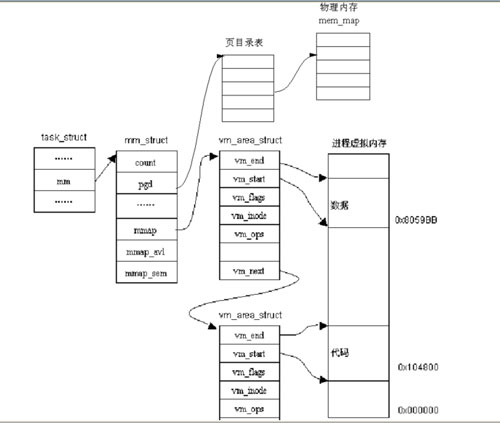 物理内存
mem_map
页目录表
task_struct
......
mm
......
mm_struct
count
pgd
......
mmap
mmap_avl
mmap_sem
vm_area_struct
vm_end
vm_start
vm_flags
vm_inode
vm_ops
vm_next
vm_area_struct
vm_end
vm_start
vm_flags
vm_inode
vm_ops
进程虚拟内存
数据
0x8059BB
代码
0x104800
0x000000